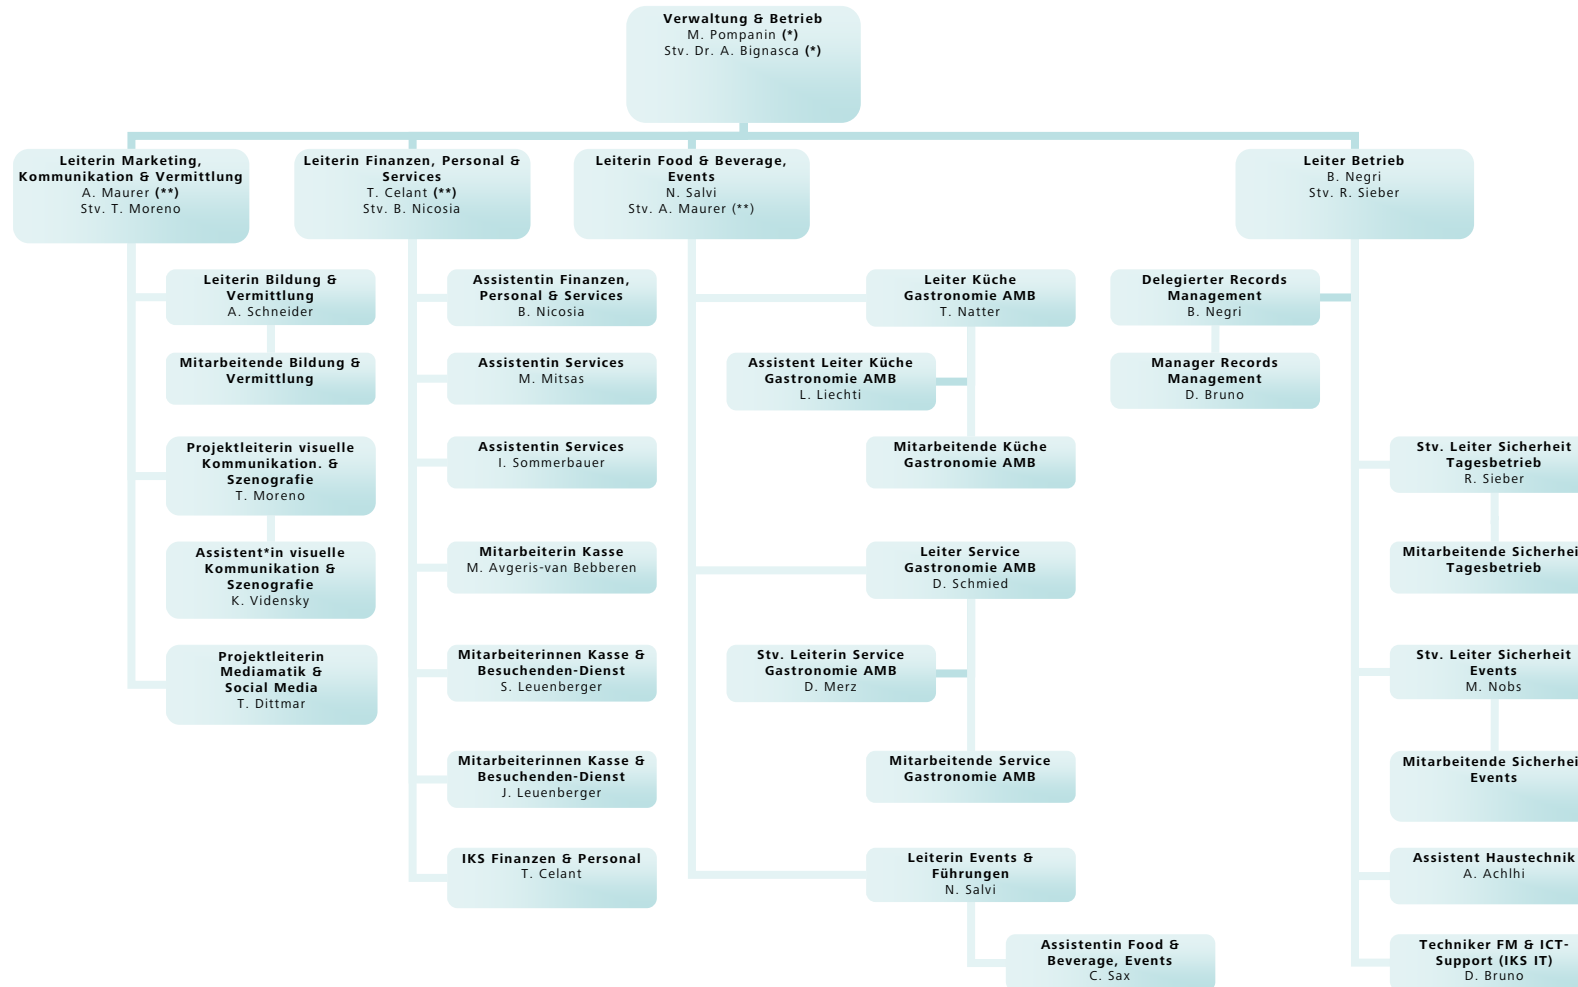 Verwaltung & Betrieb
M. Pompanin (*)
Stv. Dr. A. Bignasca (*)
Leiterin Marketing,
Kommunikation & Vermittlung
A. Maurer (**)
Stv. T. Moreno
Leiterin Finanzen, Personal &
Services
T. Celant (**)
Stv. B. Nicosia
Leiterin Food & Beverage,
Events
N. Salvi
Stv. A. Maurer (**)
Leiter Betrieb
B. Negri
Stv. R. Sieber
Leiterin Bildung &
Vermittlung
A. Schneider
Mitarbeitende Bildung &
Vermittlung
Projektleiterin visuelle
Kommunikation. &
Szenografie
T. Moreno
Assistent*in visuelle
Kommunikation &
Szenografie
K. Vidensky
Projektleiterin
Mediamatik &
Social Media
T. Dittmar
Assistentin Finanzen,
Personal & Services
B. Nicosia
Assistentin Services
M. Mitsas
Assistentin Services
I. Sommerbauer
Mitarbeiterin Kasse
M. Avgeris-van Bebberen
Mitarbeiterinnen Kasse &
Besuchenden-Dienst
S. Leuenberger
Mitarbeiterinnen Kasse &
Besuchenden-Dienst
J. Leuenberger
IKS Finanzen & Personal
T. Celant
Leiter Küche
Gastronomie AMB
T. Natter
Assistent Leiter Küche
Gastronomie AMB
L. Liechti
Mitarbeitende Küche
Gastronomie AMB
Leiter Service
Gastronomie AMB
D. Schmied
Stv. Leiterin Service
Gastronomie AMB
D. Merz
Mitarbeitende Service
Gastronomie AMB
Leiterin Events &
Führungen
N. Salvi
Assistentin Food &
Beverage, Events
C. Sax
Delegierter Records
Management
B. Negri
Manager Records
Management
D. Bruno
Stv. Leiter Sicherheit
Tagesbetrieb
R. Sieber
Mitarbeitende Sicherhei
Tagesbetrieb
Stv. Leiter Sicherheit
Events
M. Nobs
Mitarbeitende Sicherhei
Events
Assistent Haustechnik
A. Achlhi
Techniker FM & ICT-
Support (IKS IT)
D. Bruno